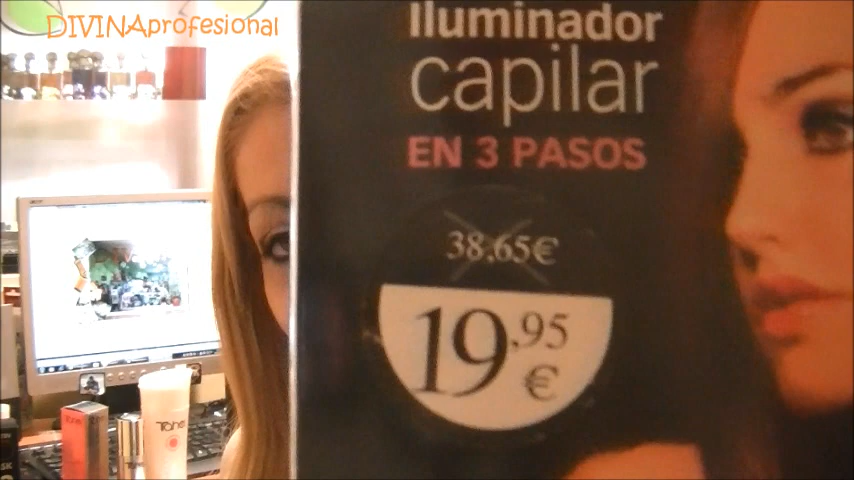 DIVINAprofesional
Iluminador
capilar
EN 3 PASOS
38.65€
19,95
€
Tahe